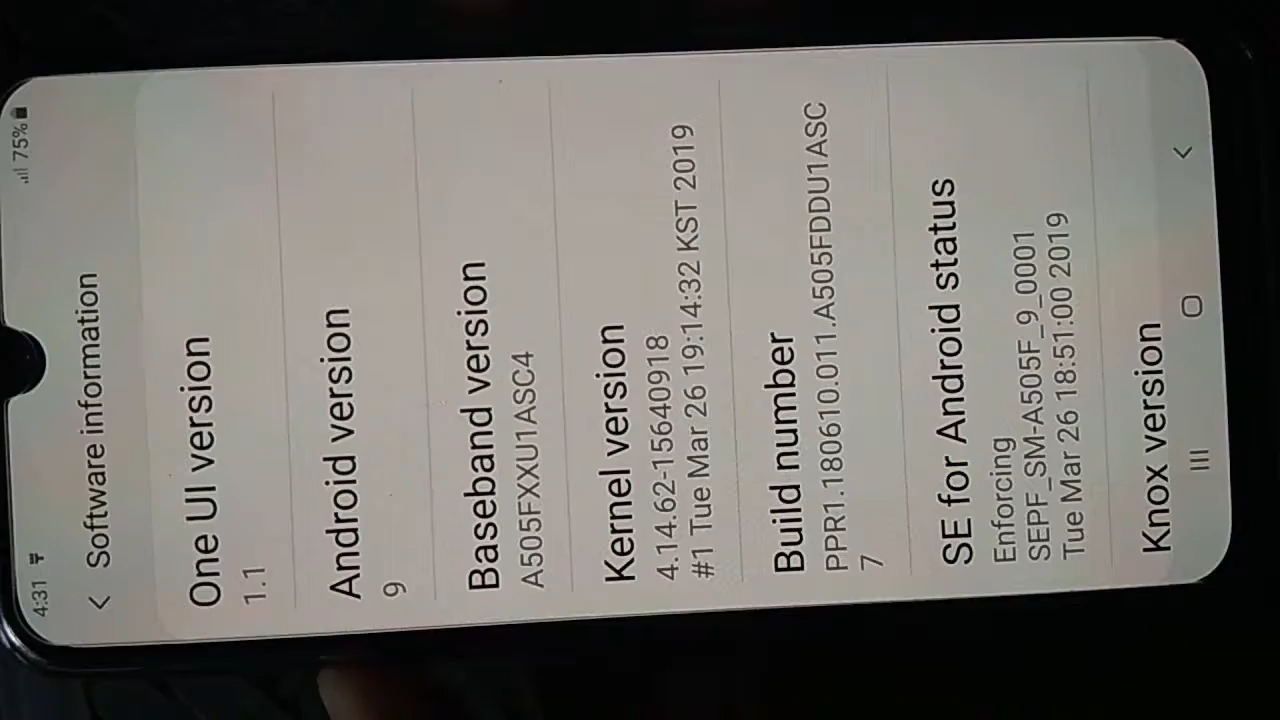 4:31 75%
< Software information
One UI version
1.1
Android version
9
Baseband version
A505FXXU1ASC4
Kernel version
4.14.62-15640918
#1 Tue Mar 26 19:14:32 KST 2019
Build number
PPR1.180610.011.A505FDDU1ASC
7
SE for Android status
Enforcing
SEPF_SM-A505F_9_0001
Tue Mar 26 18:51:00 2019
Knox version